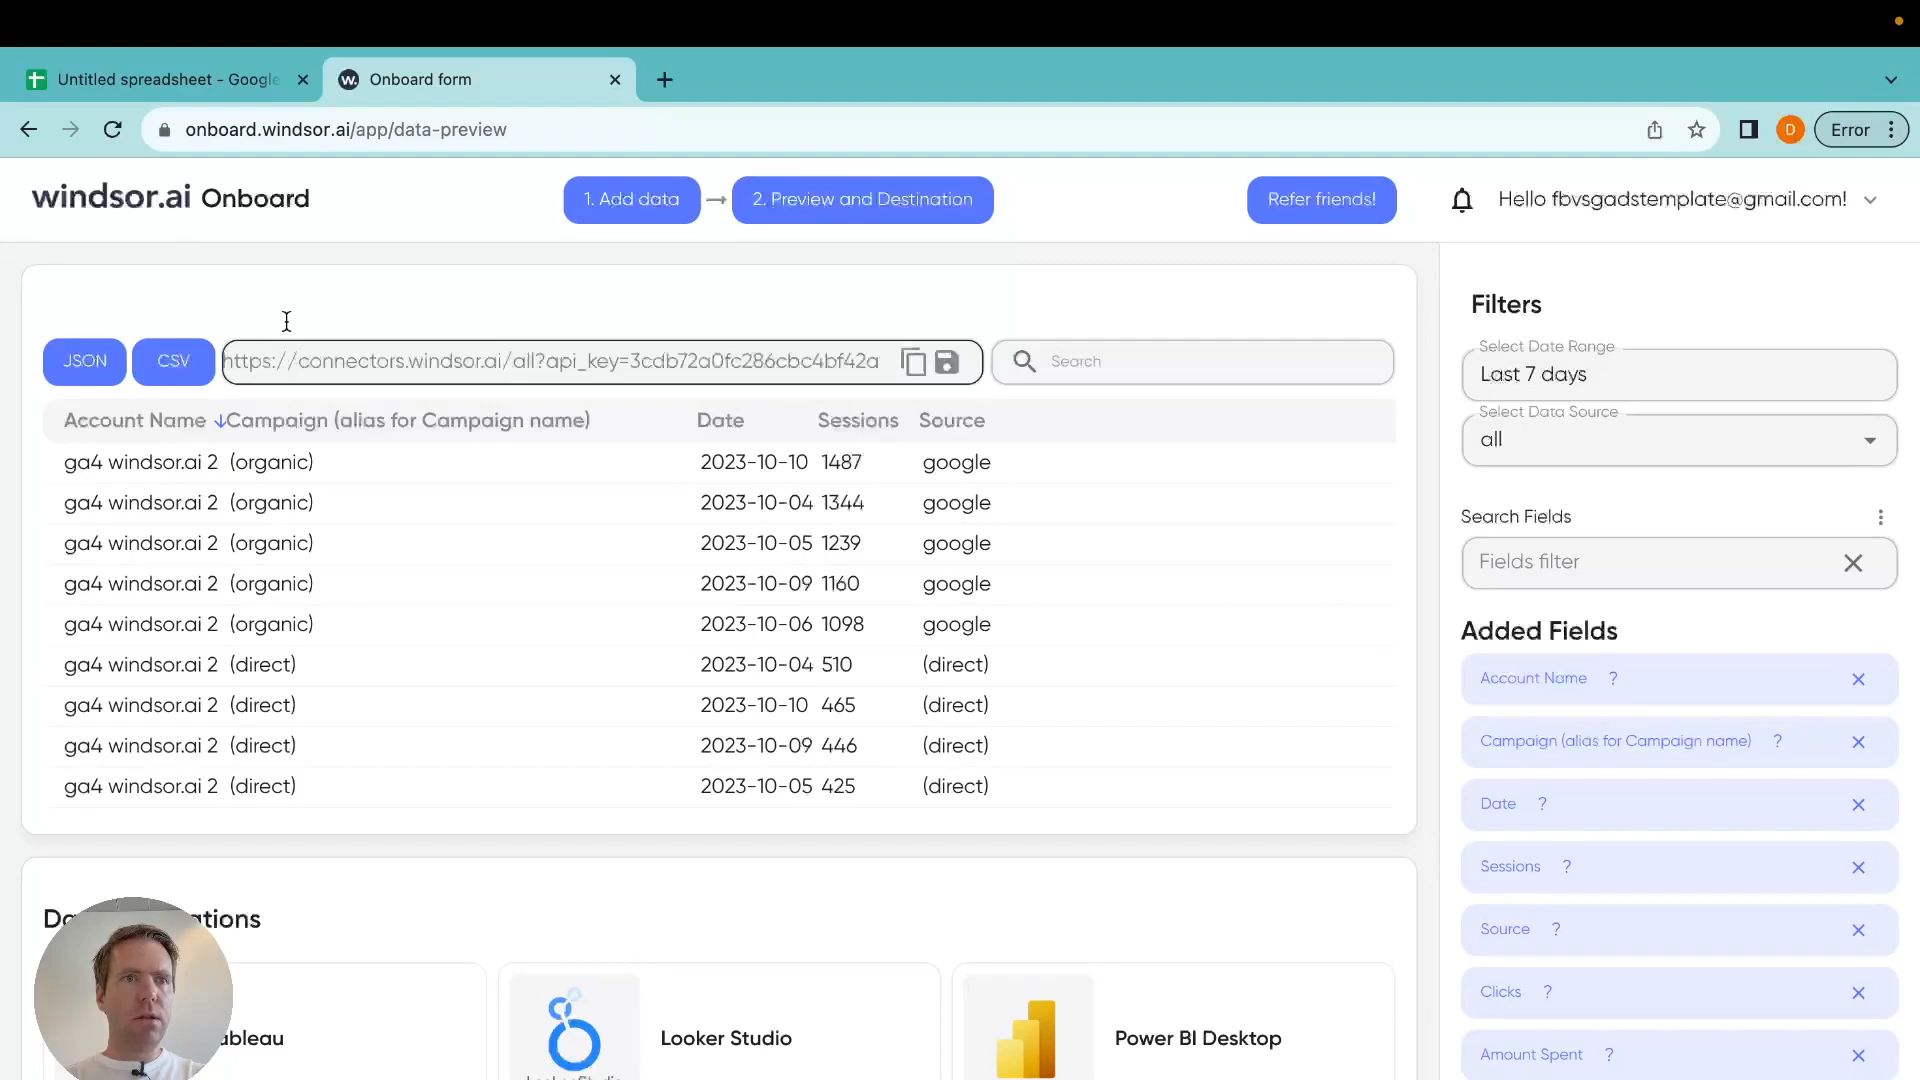 Untitled spreadsheet - Google
Onboard form
onboard.windsor.ai/app/data-preview
D
Error
windsor.ai Onboard
1. Add data
2. Preview and Destination
Refer friends!
Hello fbvsgadstemplate@gmail.com!
JSON
CSV
https://connectors.windsor.ai/all?api_key=3cdb72a0fc286cbc4bf42a
Search
Account Name Campaign (alias for Campaign name) Date Sessions Source
ga4 windsor.ai 2 (organic) 2023-10-10 1487 google
ga4 windsor.ai 2 (organic) 2023-10-04 1344 google
ga4 windsor.ai 2 (organic) 2023-10-05 1239 google
ga4 windsor.ai 2 (organic) 2023-10-09 1160 google
ga4 windsor.ai 2 (organic) 2023-10-06 1098 google
ga4 windsor.ai 2 (direct) 2023-10-04 510 (direct)
ga4 windsor.ai 2 (direct) 2023-10-10 465 (direct)
ga4 windsor.ai 2 (direct) 2023-10-09 446 (direct)
ga4 windsor.ai 2 (direct) 2023-10-05 425 (direct)
Looker Studio
Power BI Desktop
Filters
Select Date Range
Last 7 days
Select Data Source
all
Search Fields
Fields filter
Added Fields
Account Name ?
Campaign (alias for Campaign name) ?
Date ?
Sessions ?
Source ?
Clicks ?
Amount Spent ?